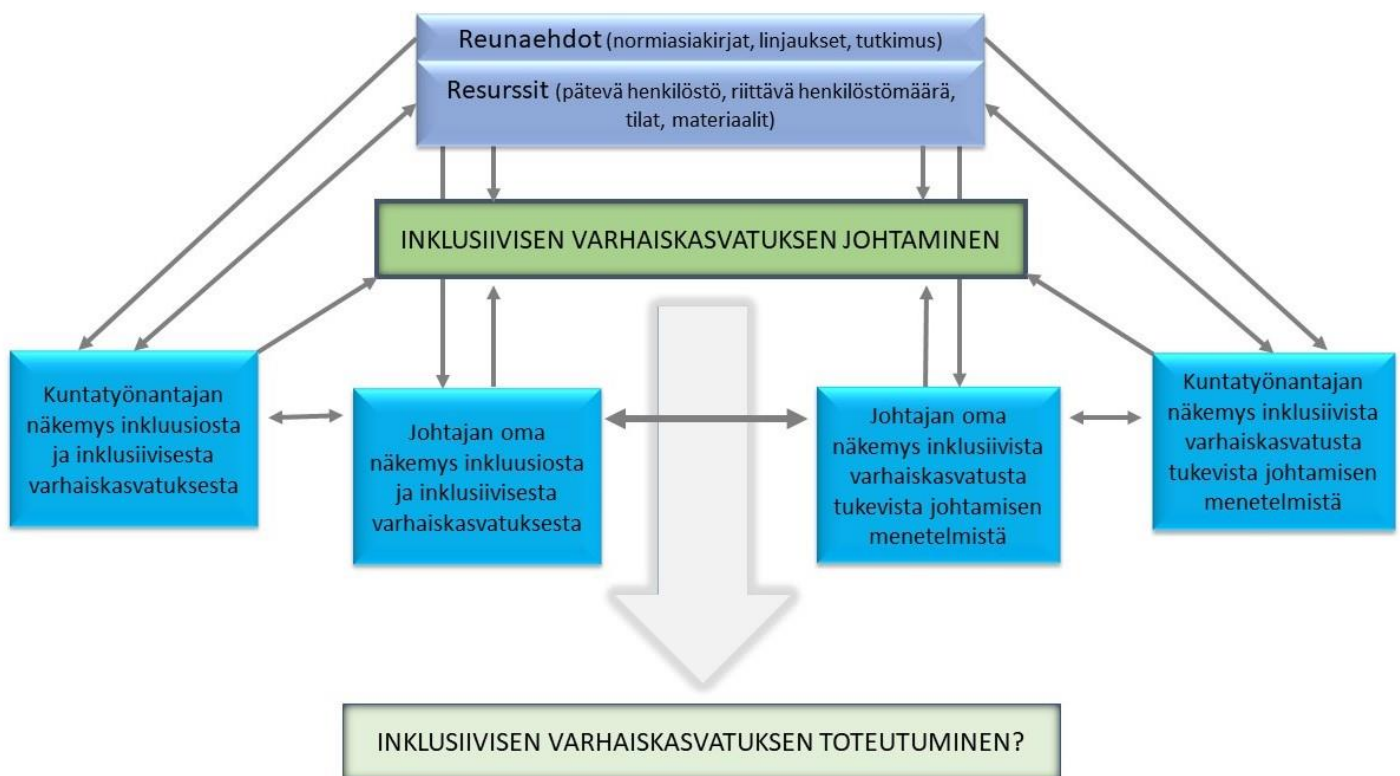 Reunaehdot (normiasiakirjat, linjaukset, tutkimus)
Resurssit (pätevä henkilöstö, riittävä henkilöstömäärä,
tilat, materiaalit)
INKLUSIIVISEN VARHAISKASVATUKSEN JOHTAMINEN
Kuntatyönantajan
näkemys inkluusiosta
ja inklusiivisesta
varhaiskasvatuksesta
Johtajan oma
näkemys inkluusiosta
ja inklusiivisesta
varhaiskasvatuksesta
Johtajan oma
näkemys inklusiivista
varhaiskasvatusta
tukevista johtamisen
menetelmistä
Kuntatyönantajan
näkemys inklusiivista
varhaiskasvatusta
tukevista johtamisen
menetelmistä
INKLUSIIVISEN VARHAISKASVATUKSEN TOTEUTUMINEN?